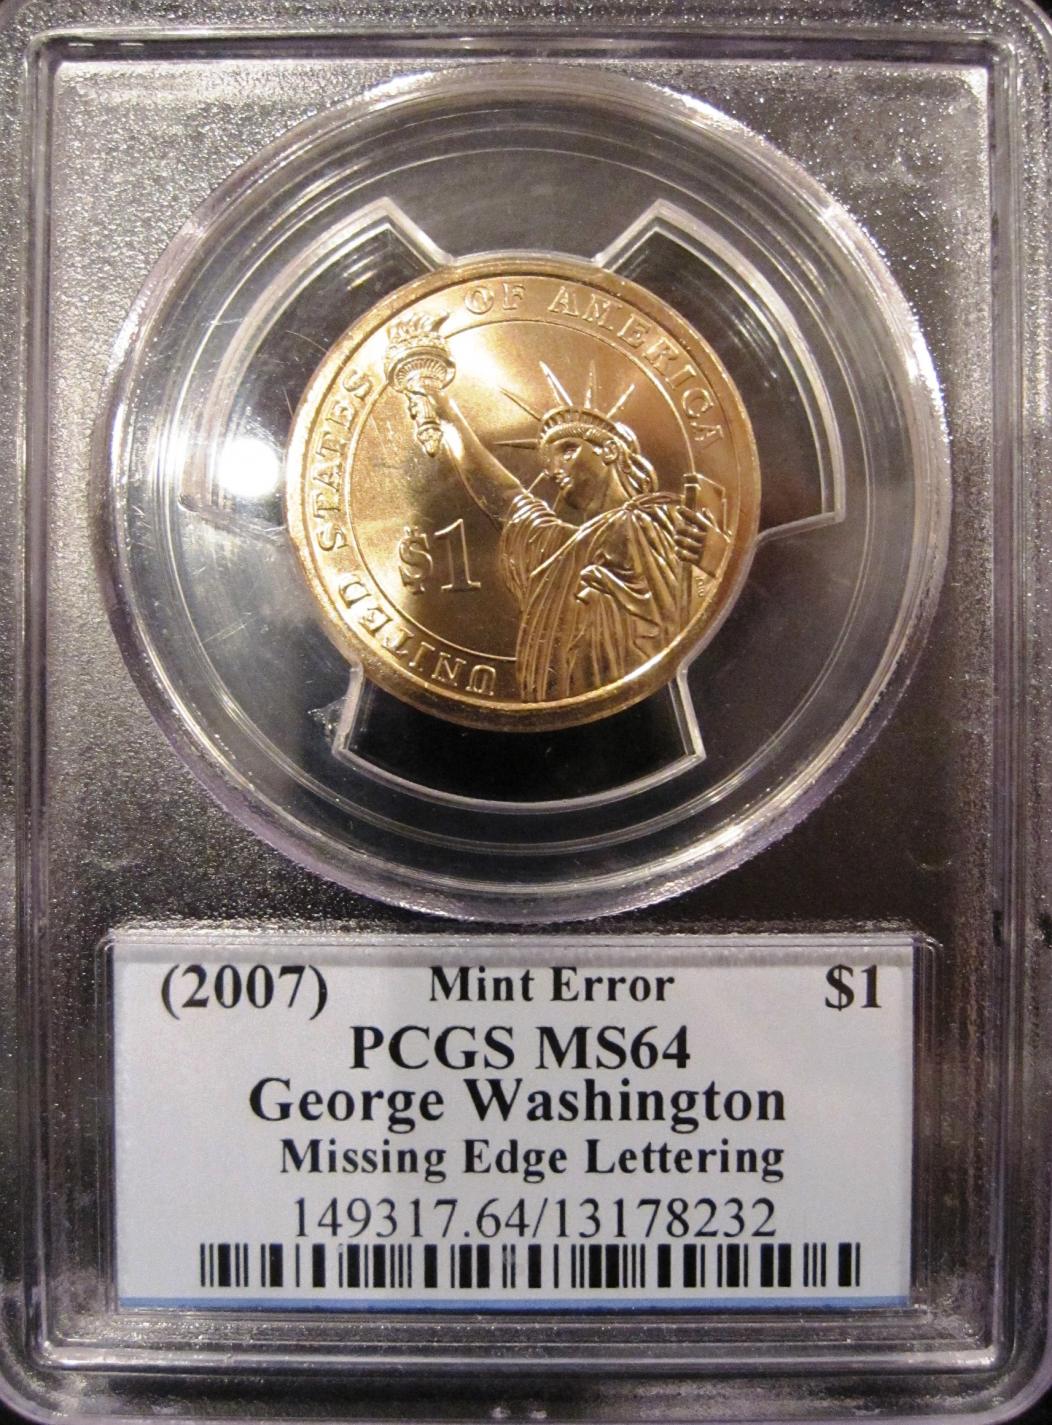 UNITED STATES OF AMERICA
$1
(2007) Mint Error $1
PCGS MS64
George Washington
Missing Edge Lettering
149317.64/13178232